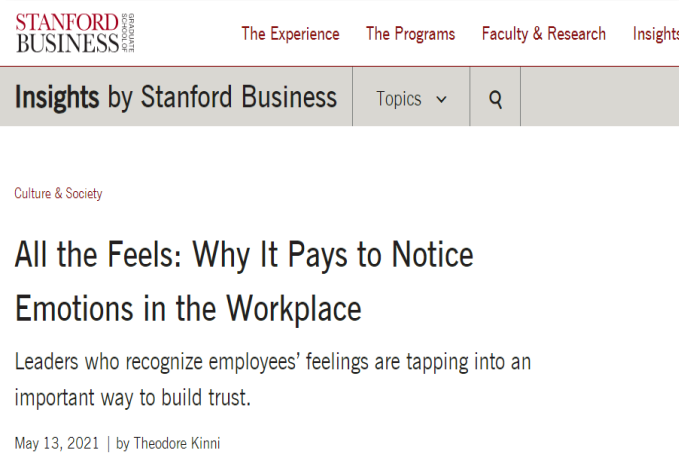 STANFORD
BUSINESS
GRADUATE
SCHOOL OF
The Experience The Programs Faculty & Research Insights
Insights by Stanford Business Topics
Culture & Society
All the Feels: Why It Pays to Notice
Emotions in the Workplace
Leaders who recognize employees’ feelings are tapping into an
important way to build trust.
May 13, 2021 | by Theodore Kinni